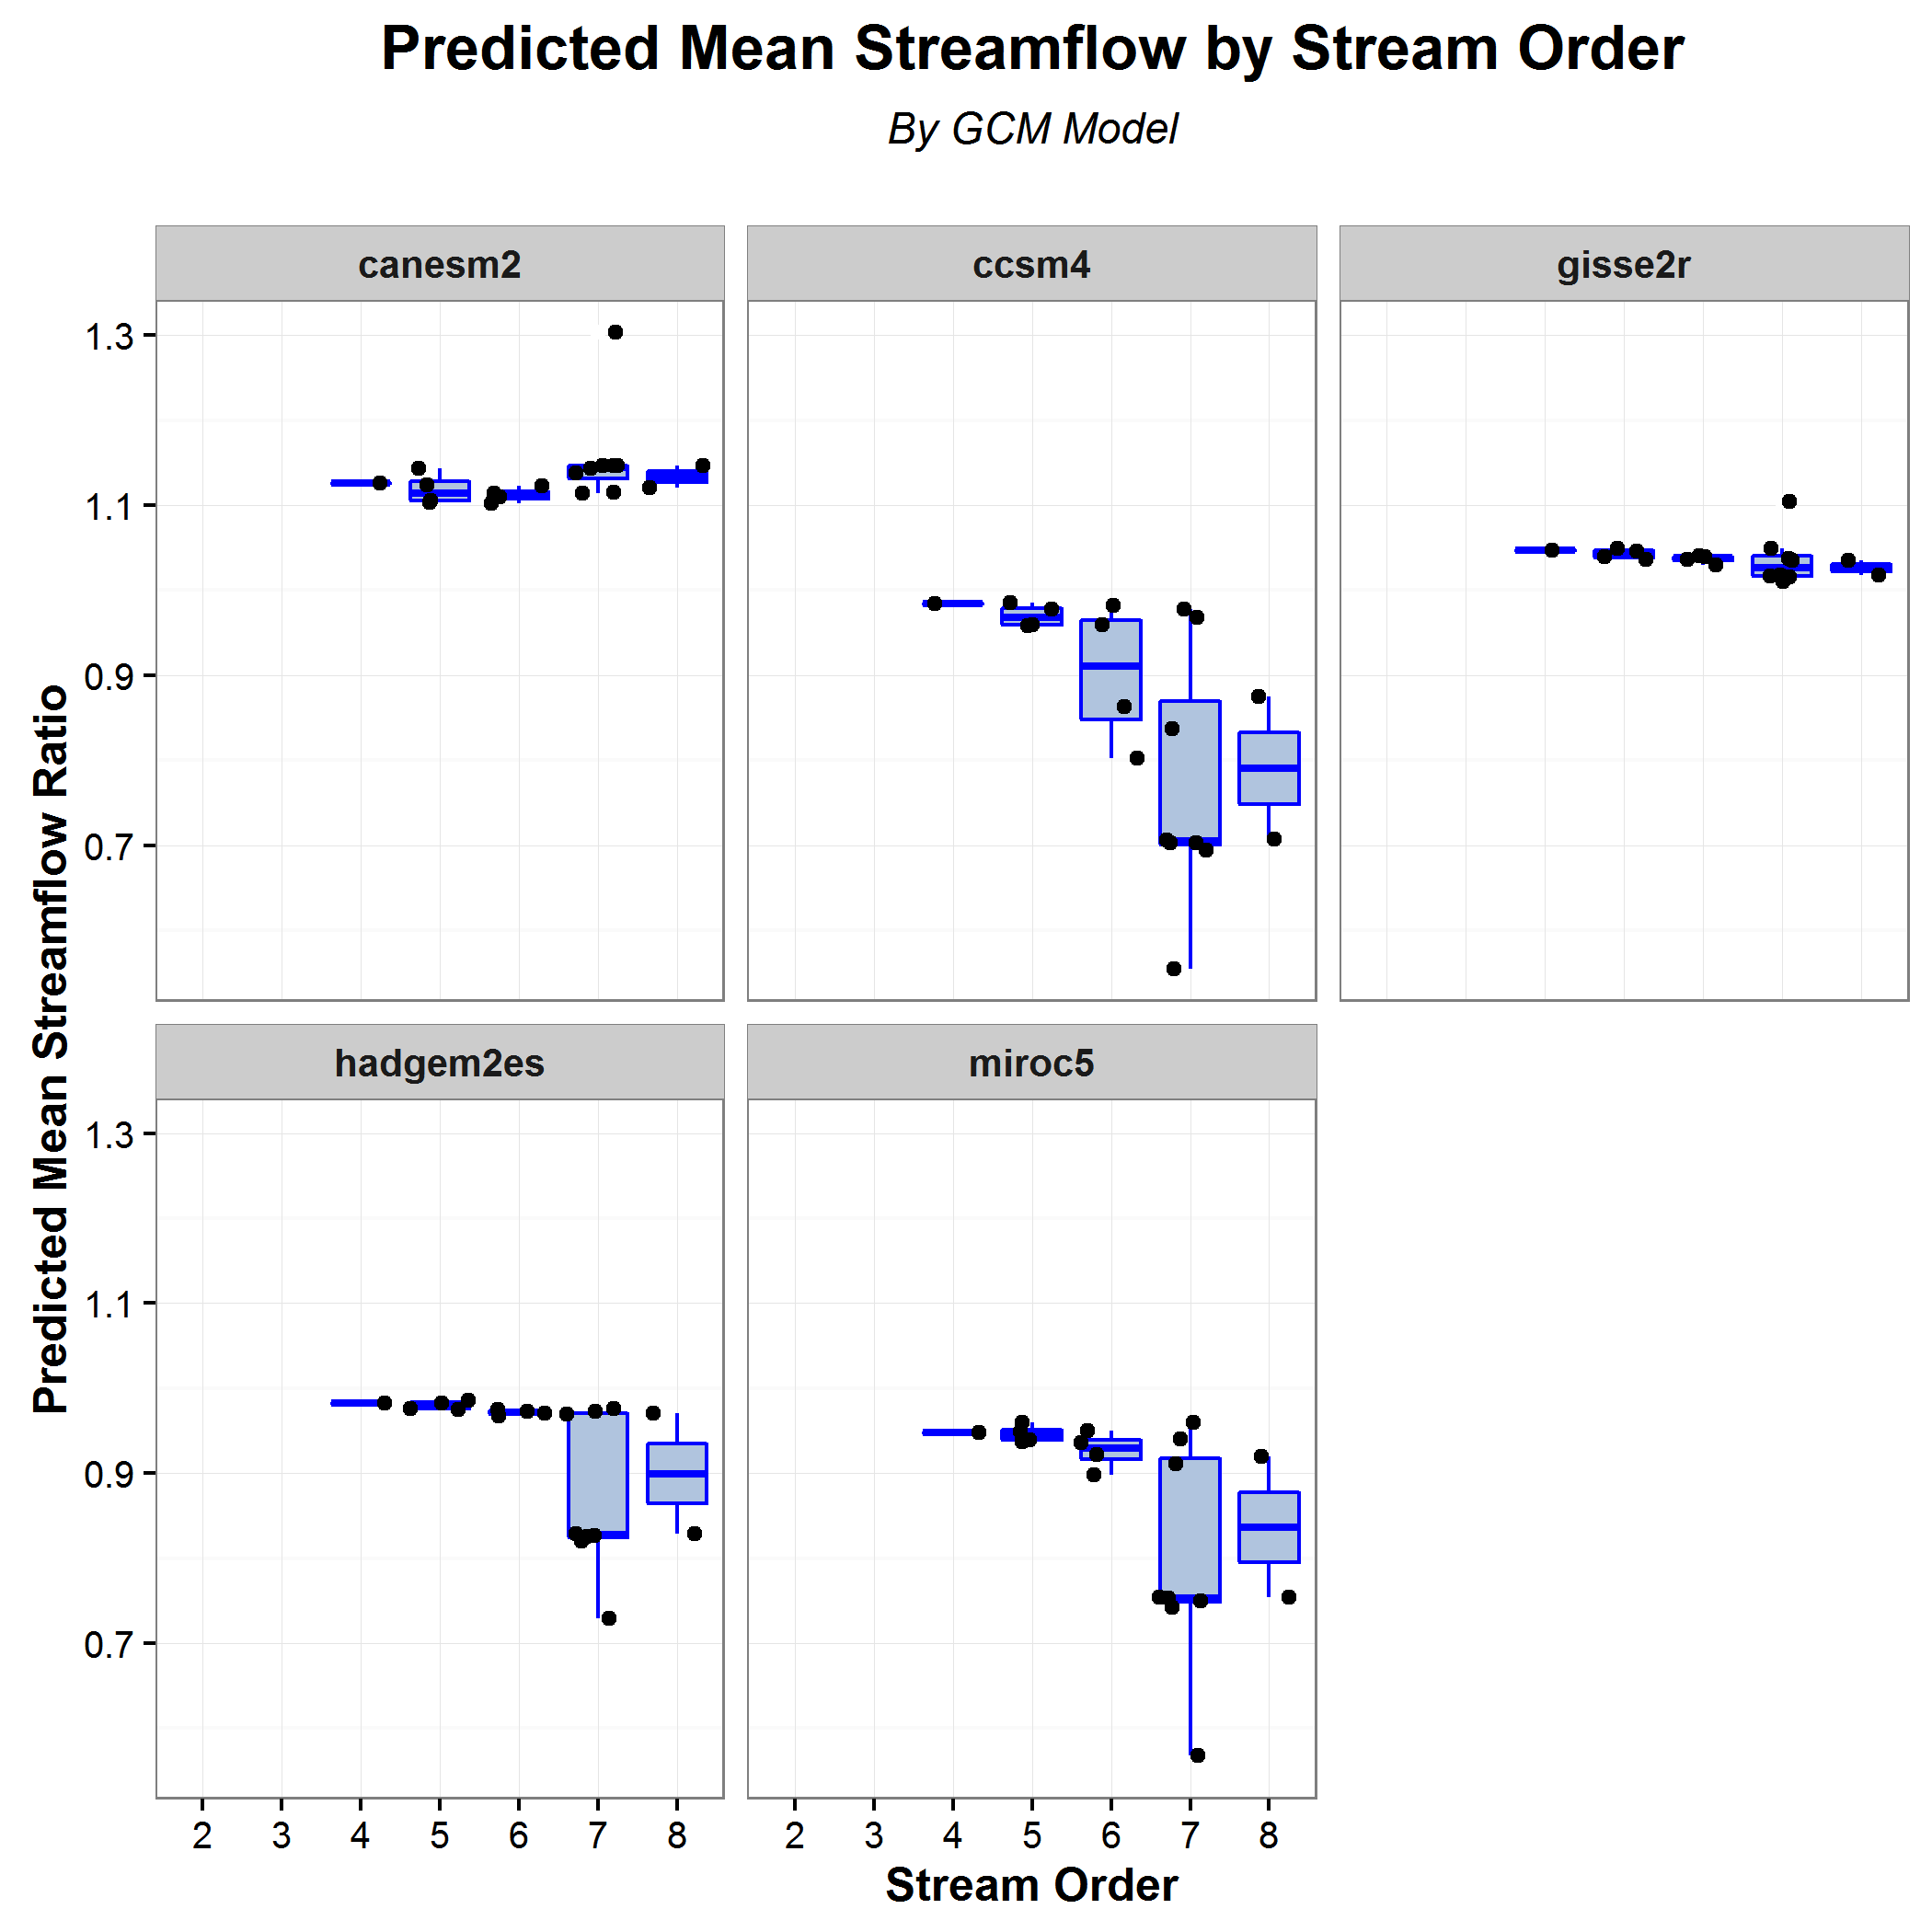 Predicted Mean Streamflow by Stream Order
By GCM Model
canesm2
ccsm4
gisse2r
1.3
1.1
0.9
0.7
Predicted Mean Streamflow Ratio
hadgem2es
miroc5
1.3
1.1
0.9
0.7
2 3 4 5 6 7 8
2 3 4 5 6 7 8
Stream Order